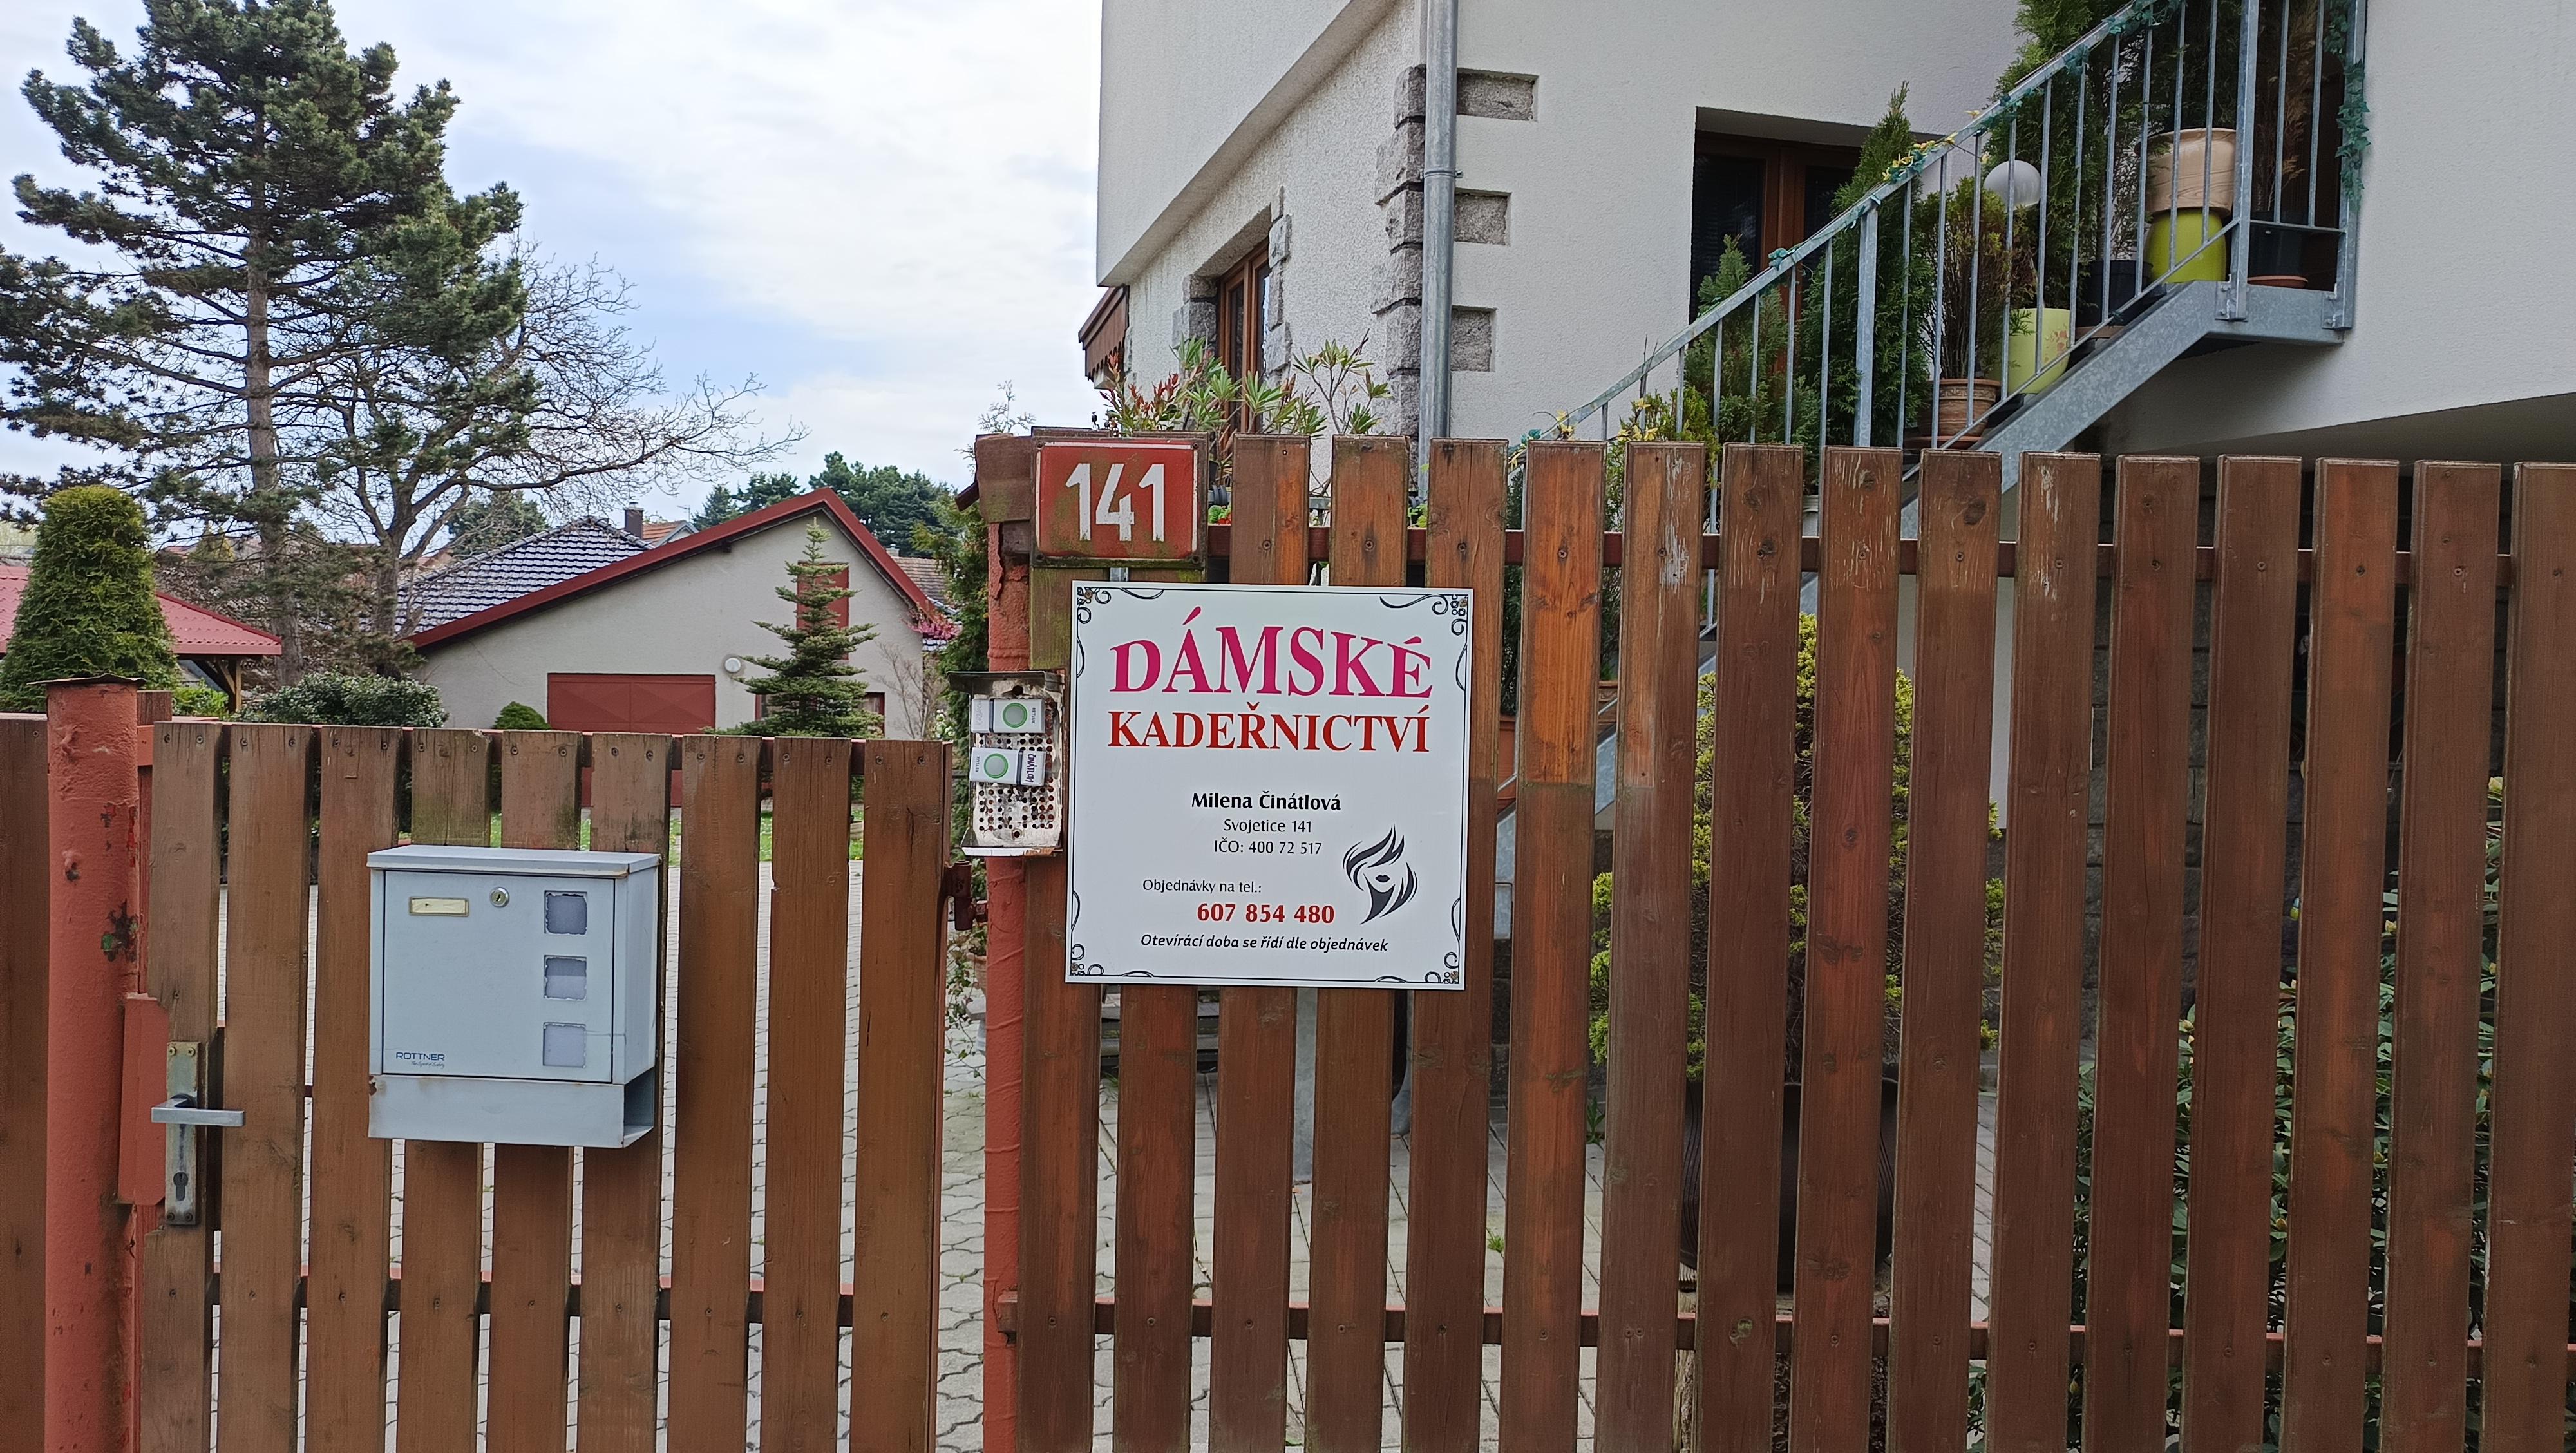 141
DÁMSKÉ
KADEŘNICTVÍ
Milena Činátlová
Svojetice 141
IČO: 400 72 517
Objednávky na tel.:
607 854 480
Otevírácí doba se řídí dle objednávek
ROTTNER